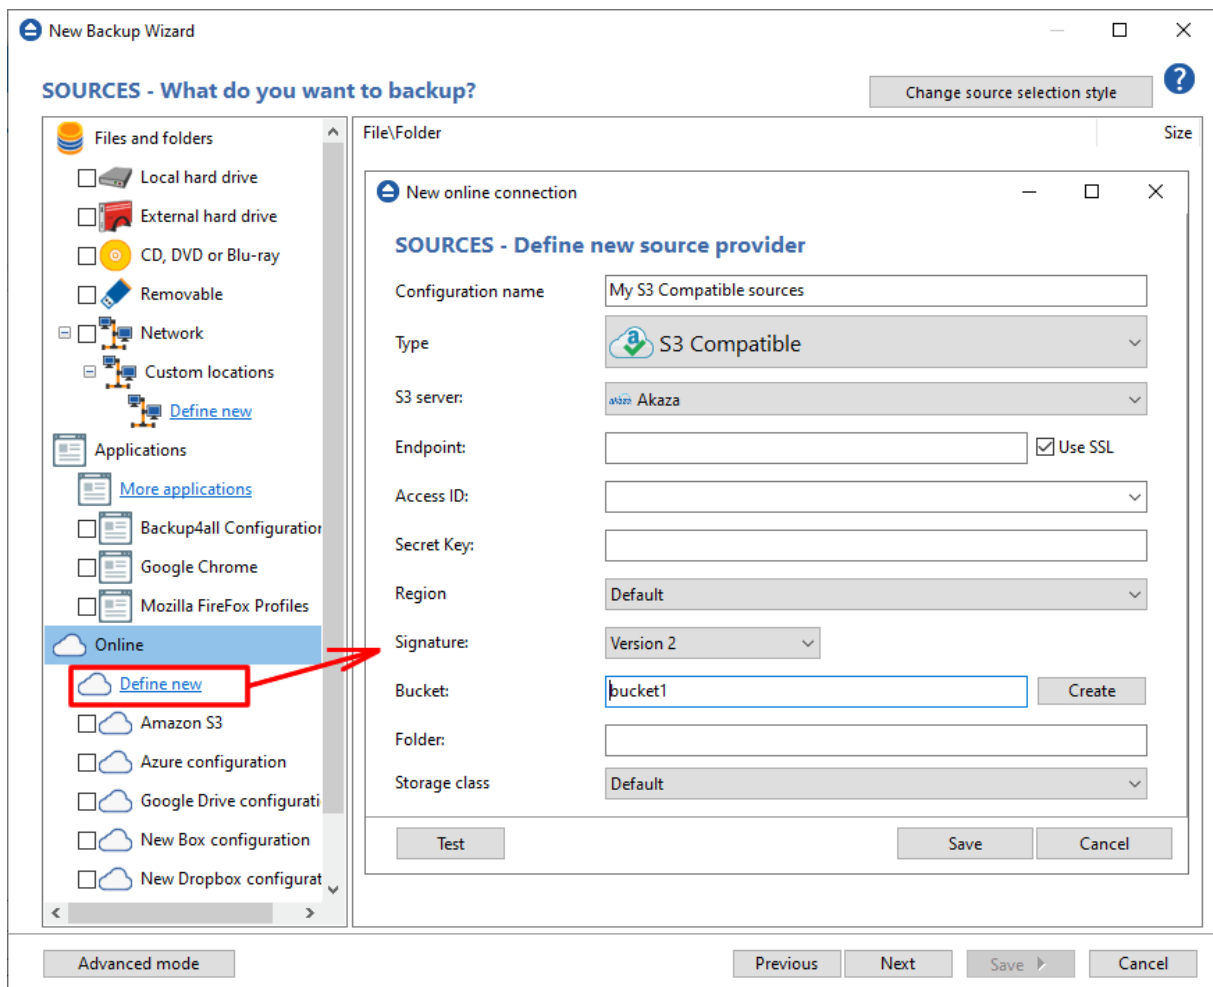 New Backup Wizard
SOURCES - What do you want to backup?
Change source selection style
?
Files and folders
Local hard drive
External hard drive
CD, DVD or Blu-ray
Removable
Network
Custom locations
Define new
Applications
More applications
Backup4all Configuration
Google Chrome
Mozilla FireFox Profiles
Online
Define new
Amazon S3
Azure configuration
Google Drive configurati
New Box configuration
New Dropbox configurat
File\Folder Size
New online connection
SOURCES - Define new source provider
Configuration name My S3 Compatible sources
Type a S3 Compatible
S3 server: akaza Akaza
Endpoint: Use SSL
Access ID:
Secret Key:
Region Default
Signature: Version 2
Bucket: bucket1 Create
Folder:
Storage class Default
Test Save Cancel
Advanced mode Previous Next Save Cancel